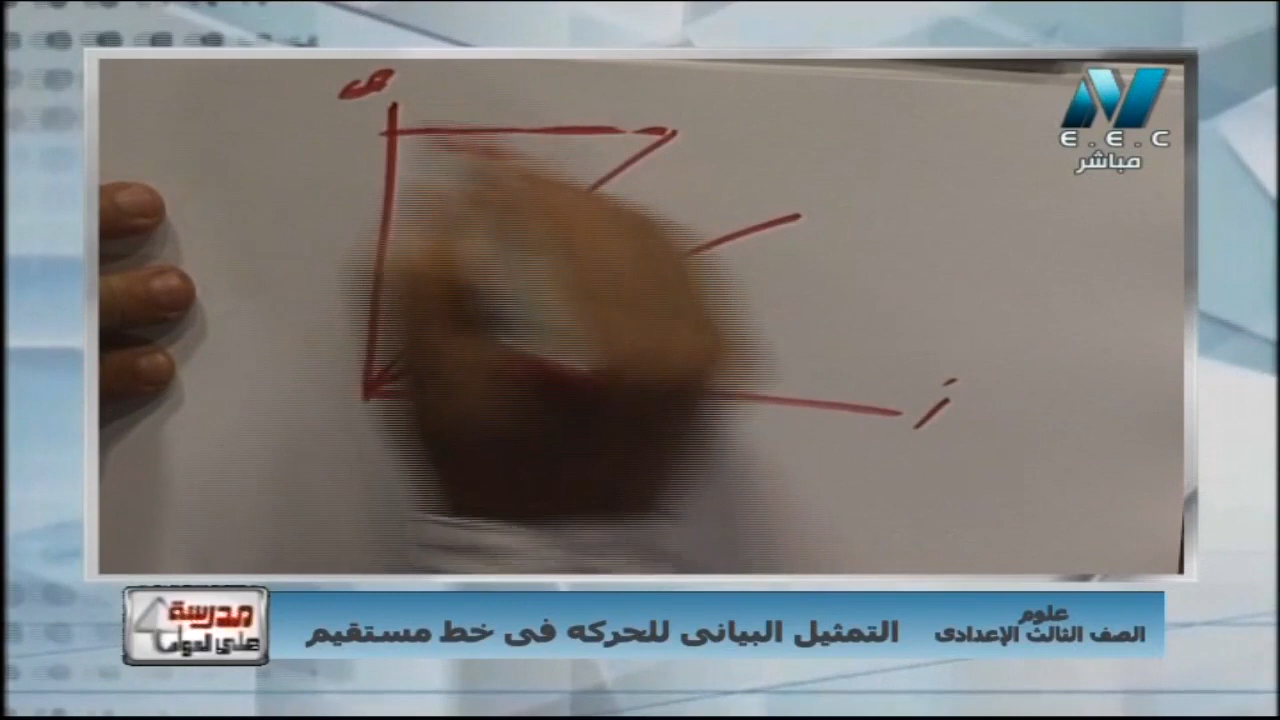 ف
E.E.C
مباشر
ز
علوم
الصف الثالث الإعدادى
التمثيل البيانى للحركه فى خط مستقيم
مدرسة
على الهواء